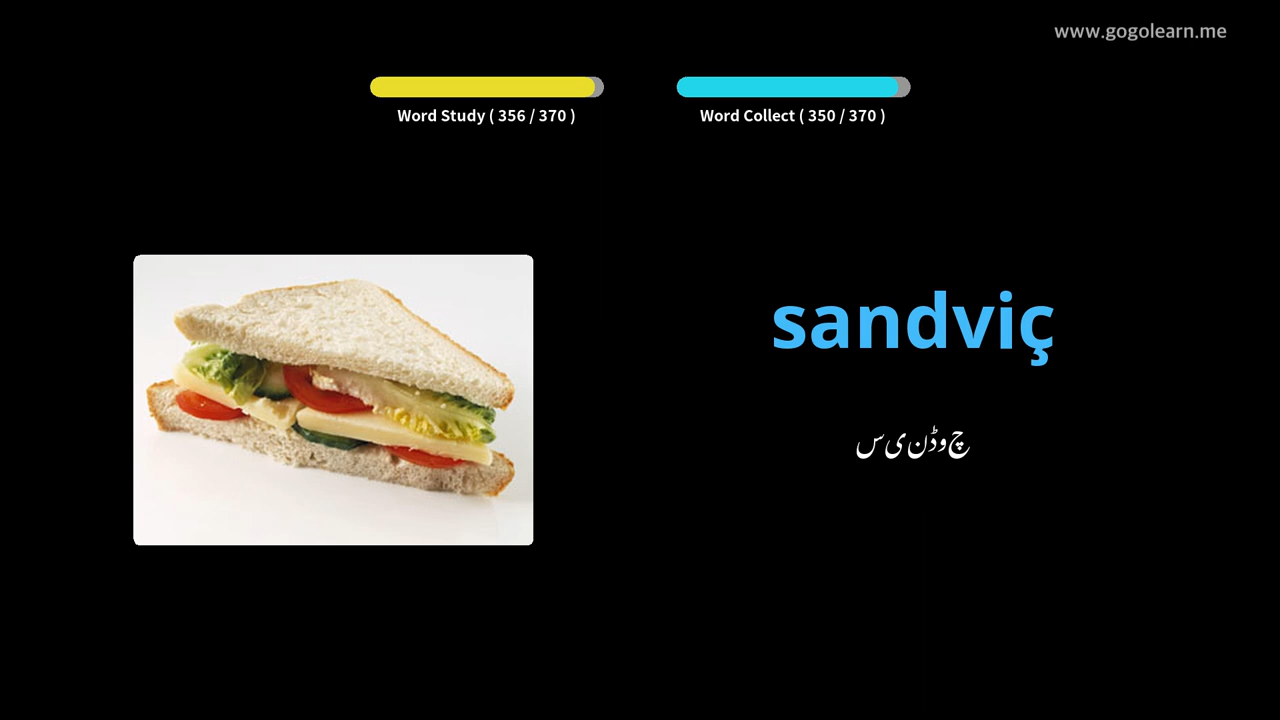 www.gogolearn.me
Word Study ( 356 / 370 )
Word Collect ( 350 / 370 )
sandviç
چ وڈن ی س